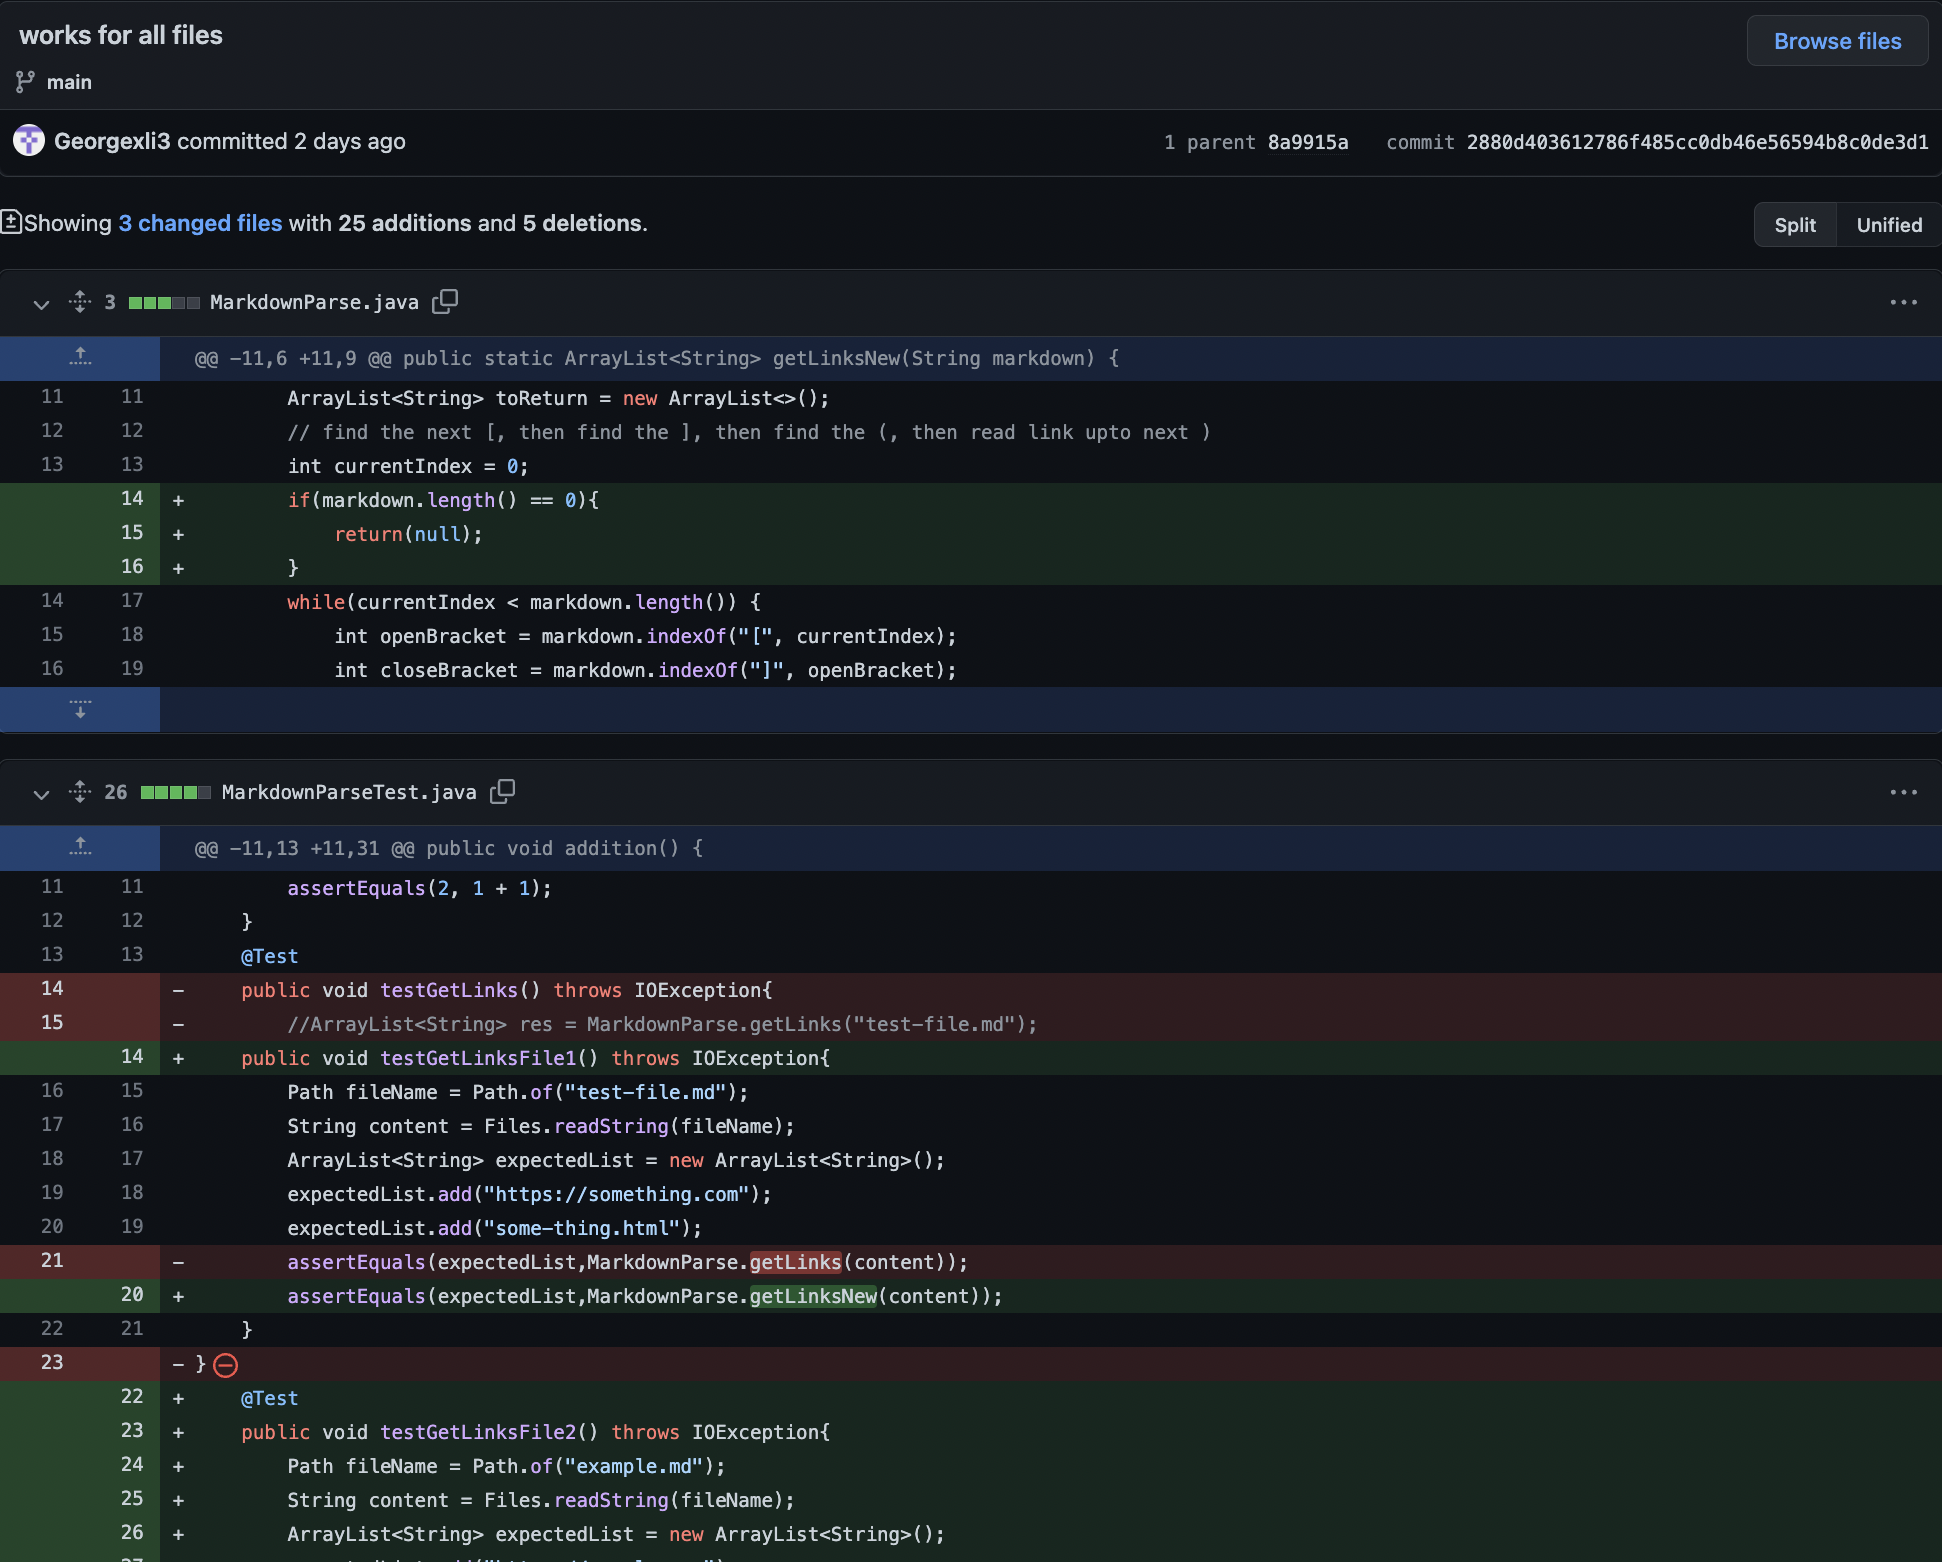 works for all files
Browse files
main
Georgexli3 committed 2 days ago
1 parent 8a9915a commit 2880d403612786f485cc0db46e56594b8c0de3d1
Showing 3 changed files with 25 additions and 5 deletions.
Split Unified
3 MarkdownParse.java
@@ -11,6 +11,9 @@ public static ArrayList<String> getLinksNew(String markdown) {
11 11 ArrayList<String> toReturn = new ArrayList<>();
12 12 // find the next [, then find the ], then find the (, then read link upto next )
13 13 int currentIndex = 0;
14 + if(markdown.length() == 0){
15 + return(null);
16 + }
14 17 while(currentIndex < markdown.length()) {
15 18 int openBracket = markdown.indexOf("[", currentIndex);
16 19 int closeBracket = markdown.indexOf("]", openBracket);
26 MarkdownParseTest.java
@@ -11,13 +11,31 @@ public void addition() {
11 11 assertEquals(2, 1 + 1);
12 12 }
13 13 @Test
14 - public void testGetLinks() throws IOException{
15 - //ArrayList<String> res = MarkdownParse.getLinks("test-file.md");
14 + public void testGetLinksFile1() throws IOException{
16 15 Path fileName = Path.of("test-file.md");
17 16 String content = Files.readString(fileName);
18 17 ArrayList<String> expectedList = new ArrayList<String>();
19 18 expectedList.add("https://something.com");
20 19 expectedList.add("some-thing.html");
21 - assertEquals(expectedList,MarkdownParse.getLinks(content));
20 + assertEquals(expectedList,MarkdownParse.getLinksNew(content));
22 21 }
23 - }
22 + @Test
23 + public void testGetLinksFile2() throws IOException{
24 + Path fileName = Path.of("example.md");
25 + String content = Files.readString(fileName);
26 + ArrayList<String> expectedList = new ArrayList<String>();